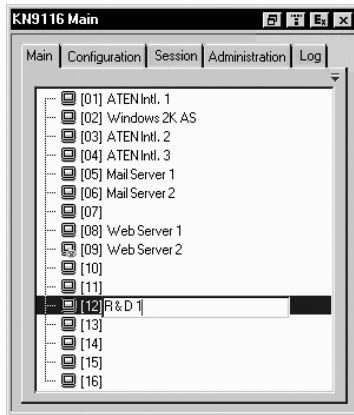 KN9116 Main
Main Configuration Session Administration Log
[01] ATEN Intl. 1
[02] Windows 2K AS
[03] ATEN Intl. 2
[04] ATEN Intl. 3
[05] Mail Server 1
[06] Mail Server 2
[07]
[08] Web Server 1
[09] Web Server 2
[10]
[11]
[12] R & D 1
[13]
[14]
[15]
[16]